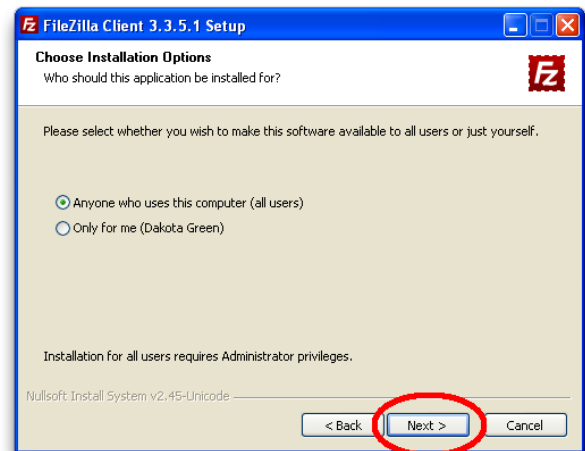 FileZilla Client 3.3.5.1 Setup
Choose Installation Options
Who should this application be installed for?
Fz
Please select whether you wish to make this software available to all users or just yourself.
Anyone who uses this computer (all users)
Only for me (Dakota Green)
Installation for all users requires Administrator privileges.
Nullsoft Install System v2.45-Unicode
< Back Next > Cancel